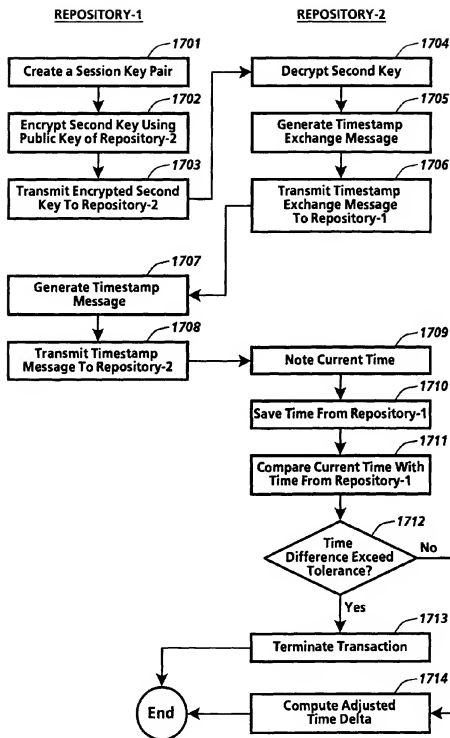 REPOSITORY-1
1701
Create a Session Key Pair
1702
Encrypt Second Key Using
Public Key of Repository-2
1703
Transmit Encrypted Second
Key To Repository-2
REPOSITORY-2
1704
Decrypt Second Key
1705
Generate Timestamp
Exchange Message
1706
Transmit Timestamp
Exchange Message
To Repository-1
1707
Generate Timestamp
Message
1708
Transmit Timestamp
Message To Repository-2
1709
Note Current Time
1710
Save Time From Repository-1
1711
Compare Current Time With
Time From Repository-1
1712
Time
Difference Exceed
Tolerance?
No
Yes
1713
Terminate Transaction
1714
Compute Adjusted
Time Delta
End